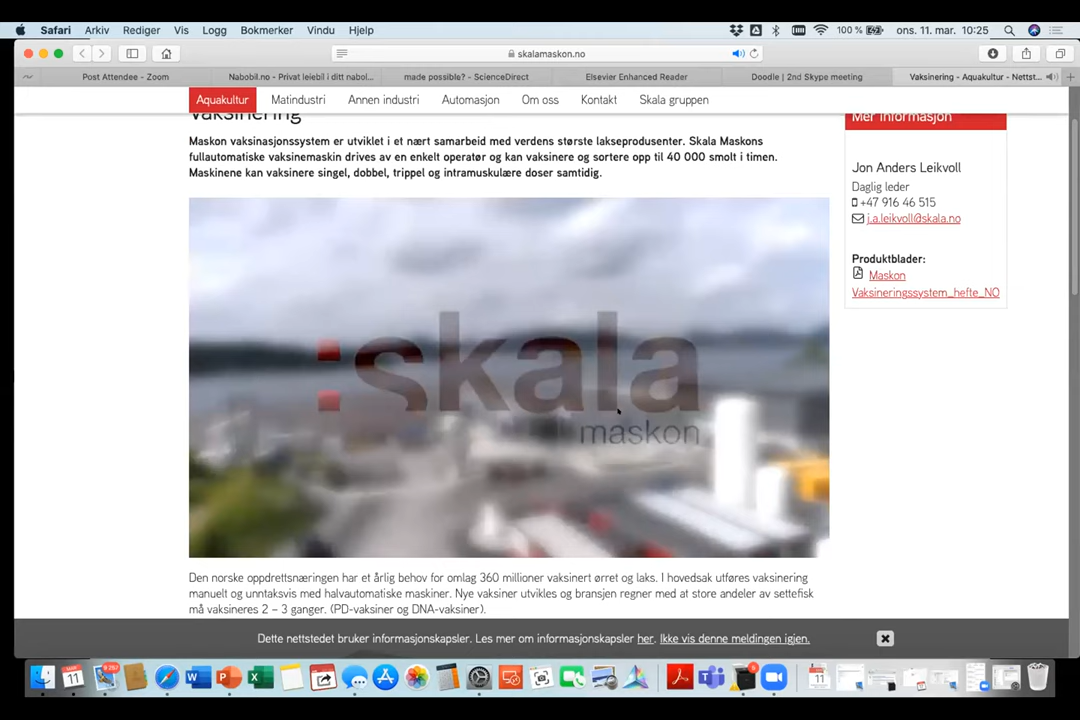 Safari Arkiv Rediger Vis Logg Bokmerker Vindu Hjelp 100 % ons. 11. mar. 10:25
skalamaskon.no
Post Attendee - Zoom Nabobil.no - Privat leiebil i ditt nabol... made possible? - ScienceDirect Elsevier Enhanced Reader Doodle | 2nd Skype meeting Vaksinering - Aquakultur - Nettst...
Aquakultur Matindustri Annen industri Automasjon Om oss Kontakt Skala gruppen
Vaksinering
Maskon vaksinasjonssystem er utviklet i et nært samarbeid med verdens største lakseprodusenter. Skala Maskons
fullautomatiske vaksinemaskin drives av en enkelt operatør og kan vaksinere og sortere opp til 40 000 smolt i timen.
Maskinene kan vaksinere singel, dobbel, trippel og intramuskulære doser samtidig.
skala
maskon
Den norske oppdrettsnæringen har et årlig behov for omlag 360 millioner vaksinert ørret og laks. I hovedsak utføres vaksinering
manuelt og unntaksvis med halvautomatiske maskiner. Nye vaksiner utvikles og bransjen regner med at store andeler av settefisk
må vaksineres 2 – 3 ganger. (PD-vaksiner og DNA-vaksiner).
Mer informasjon
Jon Anders Leikvoll
Daglig leder
+47 916 46 515
j.a.leikvoll@skala.no
Produktblader:
Maskon
Vaksineringssystem_hefte_NO
Dette nettstedet bruker informasjonskapsler. Les mer om informasjonskapsler her. Ikke vis denne meldingen igjen.